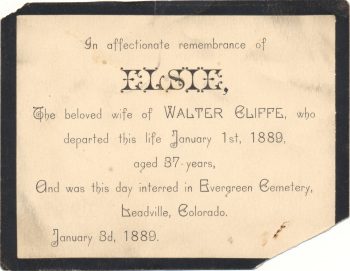 In affectionate remembrance of
ELSIE,
The beloved wife of WALTER CLIFFE, who
departed this life January 1st, 1889,
aged 37 years,
And was this day interred in Evergreen Cemetery,
Leadville, Colorado.
January 3d, 1889.